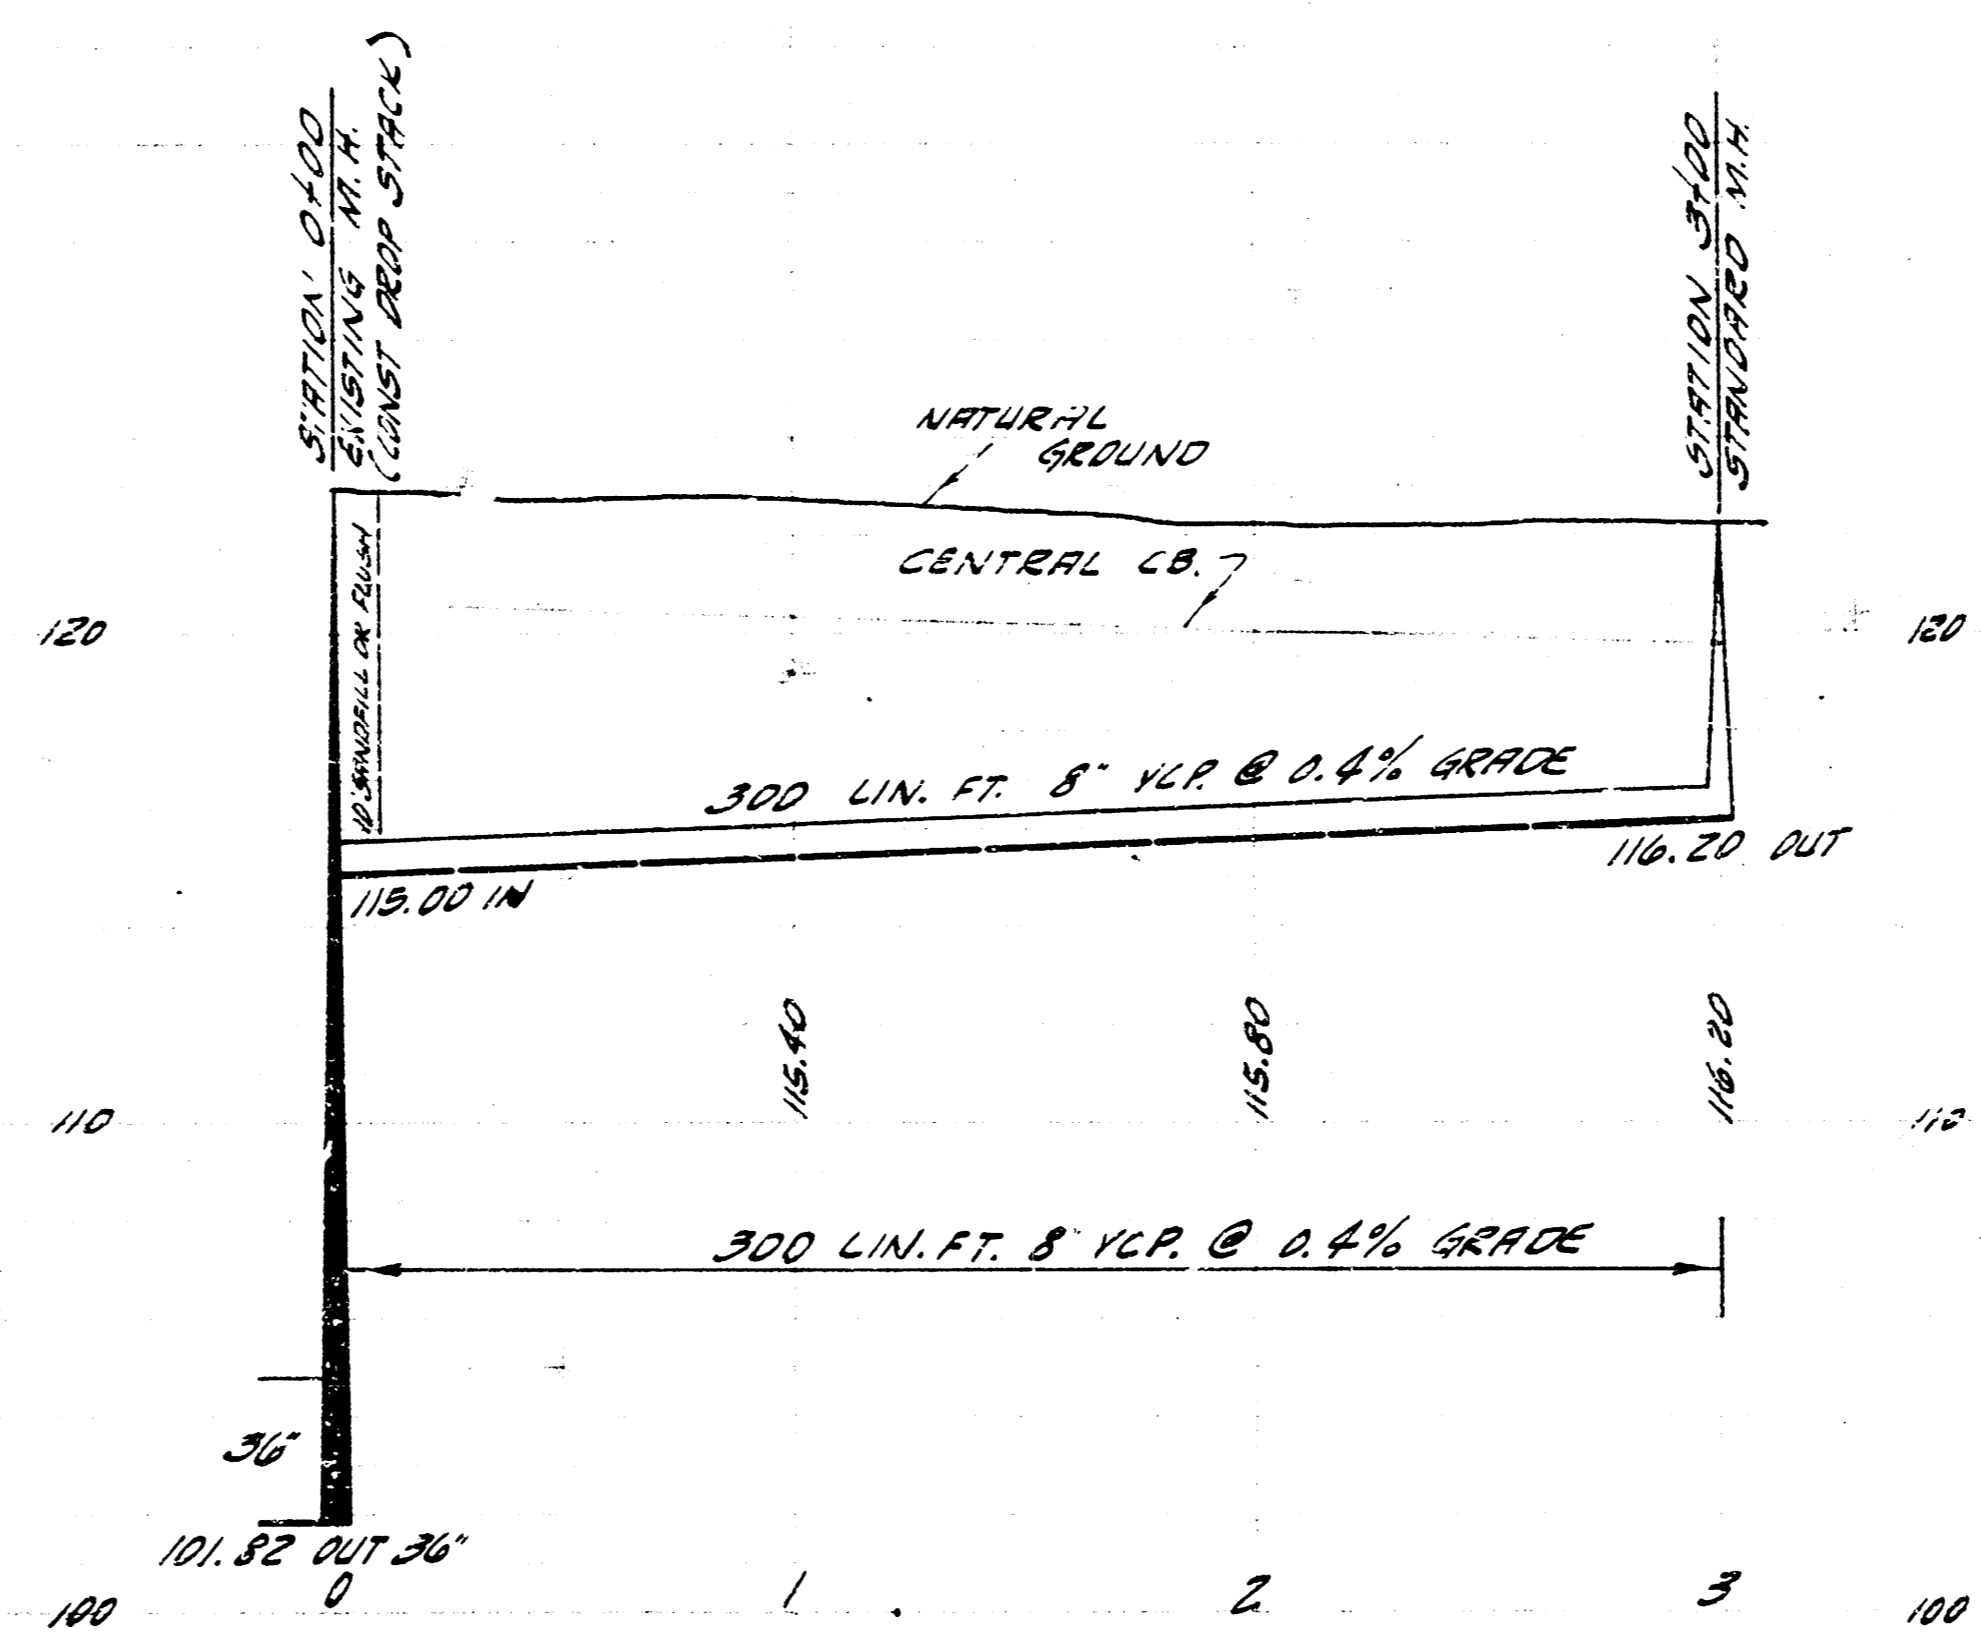 STATION 0+00
EXISTING M.H.
(CONST DROP STACK)
STATION 3+00
STANDARD M.H.
NATURAL
GROUND
CENTRAL CB.
10' SANDFILL OR FLUSH
120
120
300 LIN. FT. 8" VCP. @ 0.4% GRADE
116.20 OUT
115.00 IN
115.40
115.80
116.20
110
110
300 LIN. FT. 8" VCP. @ 0.4% GRADE
36"
101.82 OUT 36"
0
1
2
3
100
100